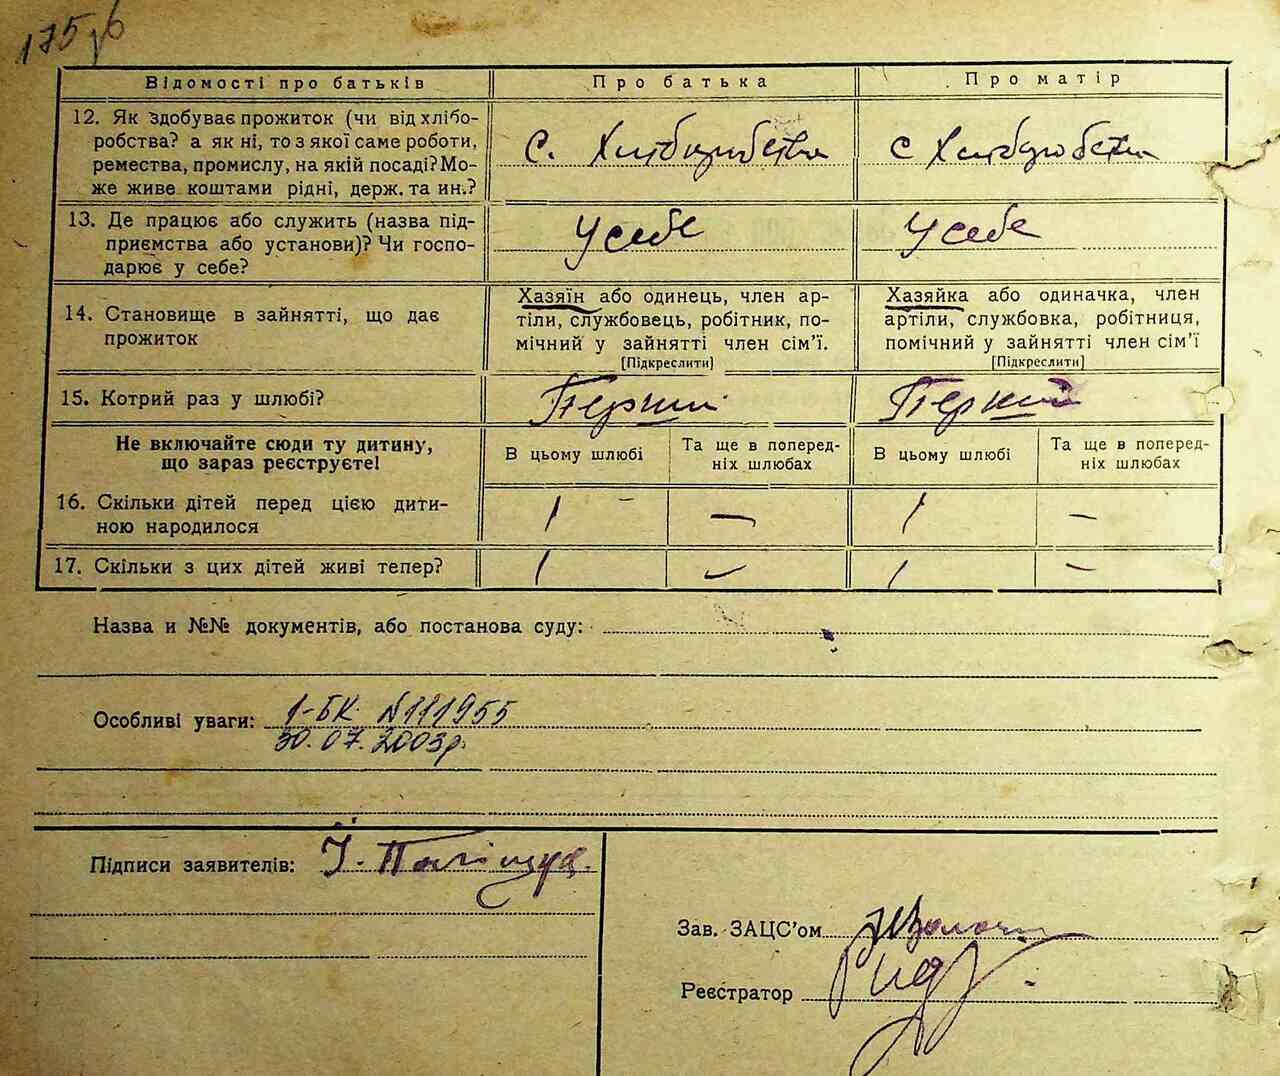 175зв
Відомості про батьків
Про батька
Про матір
12. Як здобуває прожиток (чи від хлібо-
робства? а як ні, то з якої саме роботи,
ремества, промислу, на якій посаді? Мо-
же живе коштами рідні, держ. та ин.?
С. Хліборобства
с Хліборобства
13. Де працює або служить (назва під-
приємства або установи)? Чи госпо-
дарює у себе?
У себе
У себе
14. Становище в зайнятті, що дає
прожиток
Хазяїн або одинець, член ар-
тіли, службовець, робітник, по-
мічний у зайнятті член сім’ї.
[Підкреслити]
Хазяйка або одиначка, член
артіли, службовка, робітниця,
помічний у зайнятті член сім’ї
[Підкреслити]
15. Котрий раз у шлюбі?
Перший
Перший
Не включайте сюди ту дитину,
що зараз реєструєте!
В цьому шлюбі
Та ще в поперед-
ніх шлюбах
В цьому шлюбі
Та ще в поперед-
ніх шлюбах
16. Скільки дітей перед цією дити-
ною народилося
1
—
1
—
17. Скільки з цих дітей живі тепер?
1
—
1
—
Назва и №№ документів, або постанова суду:
Особливі уваги: 1-БК №111955
30.07.2003р.
Підписи заявителів: І. Поліщук
Зав. ЗАЦС’ом
Реєстратор